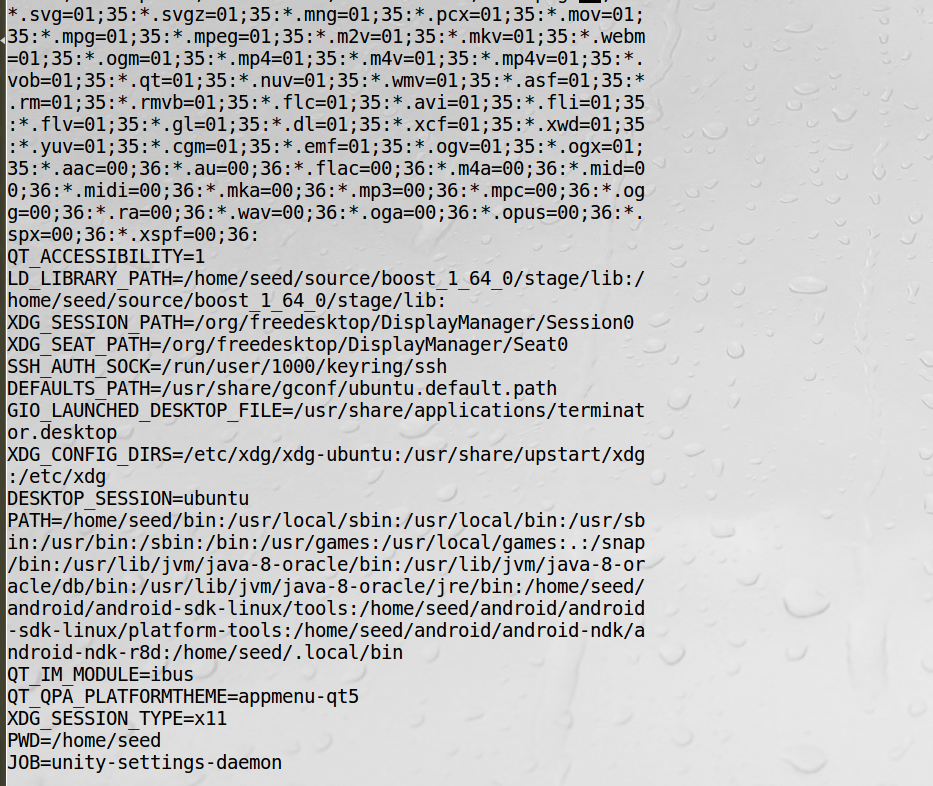 *.svg=01;35:*.svgz=01;35:*.mng=01;35:*.pcx=01;35:*.mov=01;
35:*.mpg=01;35:*.mpeg=01;35:*.m2v=01;35:*.mkv=01;35:*.webm
=01;35:*.ogm=01;35:*.mp4=01;35:*.m4v=01;35:*.mp4v=01;35:*.
vob=01;35:*.qt=01;35:*.nuv=01;35:*.wmv=01;35:*.asf=01;35:*
.rm=01;35:*.rmvb=01;35:*.flc=01;35:*.avi=01;35:*.fli=01;35
:*.flv=01;35:*.gl=01;35:*.dl=01;35:*.xcf=01;35:*.xwd=01;35
:*.yuv=01;35:*.cgm=01;35:*.emf=01;35:*.ogv=01;35:*.ogx=01;
35:*.aac=00;36:*.au=00;36:*.flac=00;36:*.m4a=00;36:*.mid=0
0;36:*.midi=00;36:*.mka=00;36:*.mp3=00;36:*.mpc=00;36:*.og
g=00;36:*.ra=00;36:*.wav=00;36:*.oga=00;36:*.opus=00;36:*.
spx=00;36:*.xspf=00;36:
QT_ACCESSIBILITY=1
LD_LIBRARY_PATH=/home/seed/source/boost_1_64_0/stage/lib:/
home/seed/source/boost_1_64_0/stage/lib:
XDG_SESSION_PATH=/org/freedesktop/DisplayManager/Session0
XDG_SEAT_PATH=/org/freedesktop/DisplayManager/Seat0
SSH_AUTH_SOCK=/run/user/1000/keyring/ssh
DEFAULTS_PATH=/usr/share/gconf/ubuntu.default.path
GIO_LAUNCHED_DESKTOP_FILE=/usr/share/applications/terminat
or.desktop
XDG_CONFIG_DIRS=/etc/xdg/xdg-ubuntu:/usr/share/upstart/xdg
:/etc/xdg
DESKTOP_SESSION=ubuntu
PATH=/home/seed/bin:/usr/local/sbin:/usr/local/bin:/usr/sb
in:/usr/bin:/sbin:/bin:/usr/games:/usr/local/games:.:/snap
/bin:/usr/lib/jvm/java-8-oracle/bin:/usr/lib/jvm/java-8-or
acle/db/bin:/usr/lib/jvm/java-8-oracle/jre/bin:/home/seed/
android/android-sdk-linux/tools:/home/seed/android/android
-sdk-linux/platform-tools:/home/seed/android/android-ndk/a
ndroid-ndk-r8d:/home/seed/.local/bin
QT_IM_MODULE=ibus
QT_QPA_PLATFORMTHEME=appmenu-qt5
XDG_SESSION_TYPE=x11
PWD=/home/seed
JOB=unity-settings-daemon